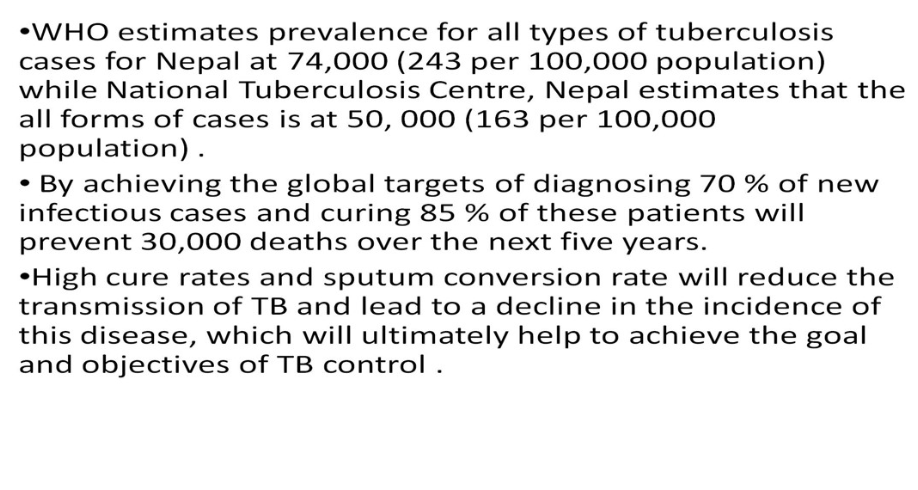 •WHO estimates prevalence for all types of tuberculosis
cases for Nepal at 74,000 (243 per 100,000 population)
while National Tuberculosis Centre, Nepal estimates that the
all forms of cases is at 50, 000 (163 per 100,000
population) .
• By achieving the global targets of diagnosing 70 % of new
infectious cases and curing 85 % of these patients will
prevent 30,000 deaths over the next five years.
•High cure rates and sputum conversion rate will reduce the
transmission of TB and lead to a decline in the incidence of
this disease, which will ultimately help to achieve the goal
and objectives of TB control .